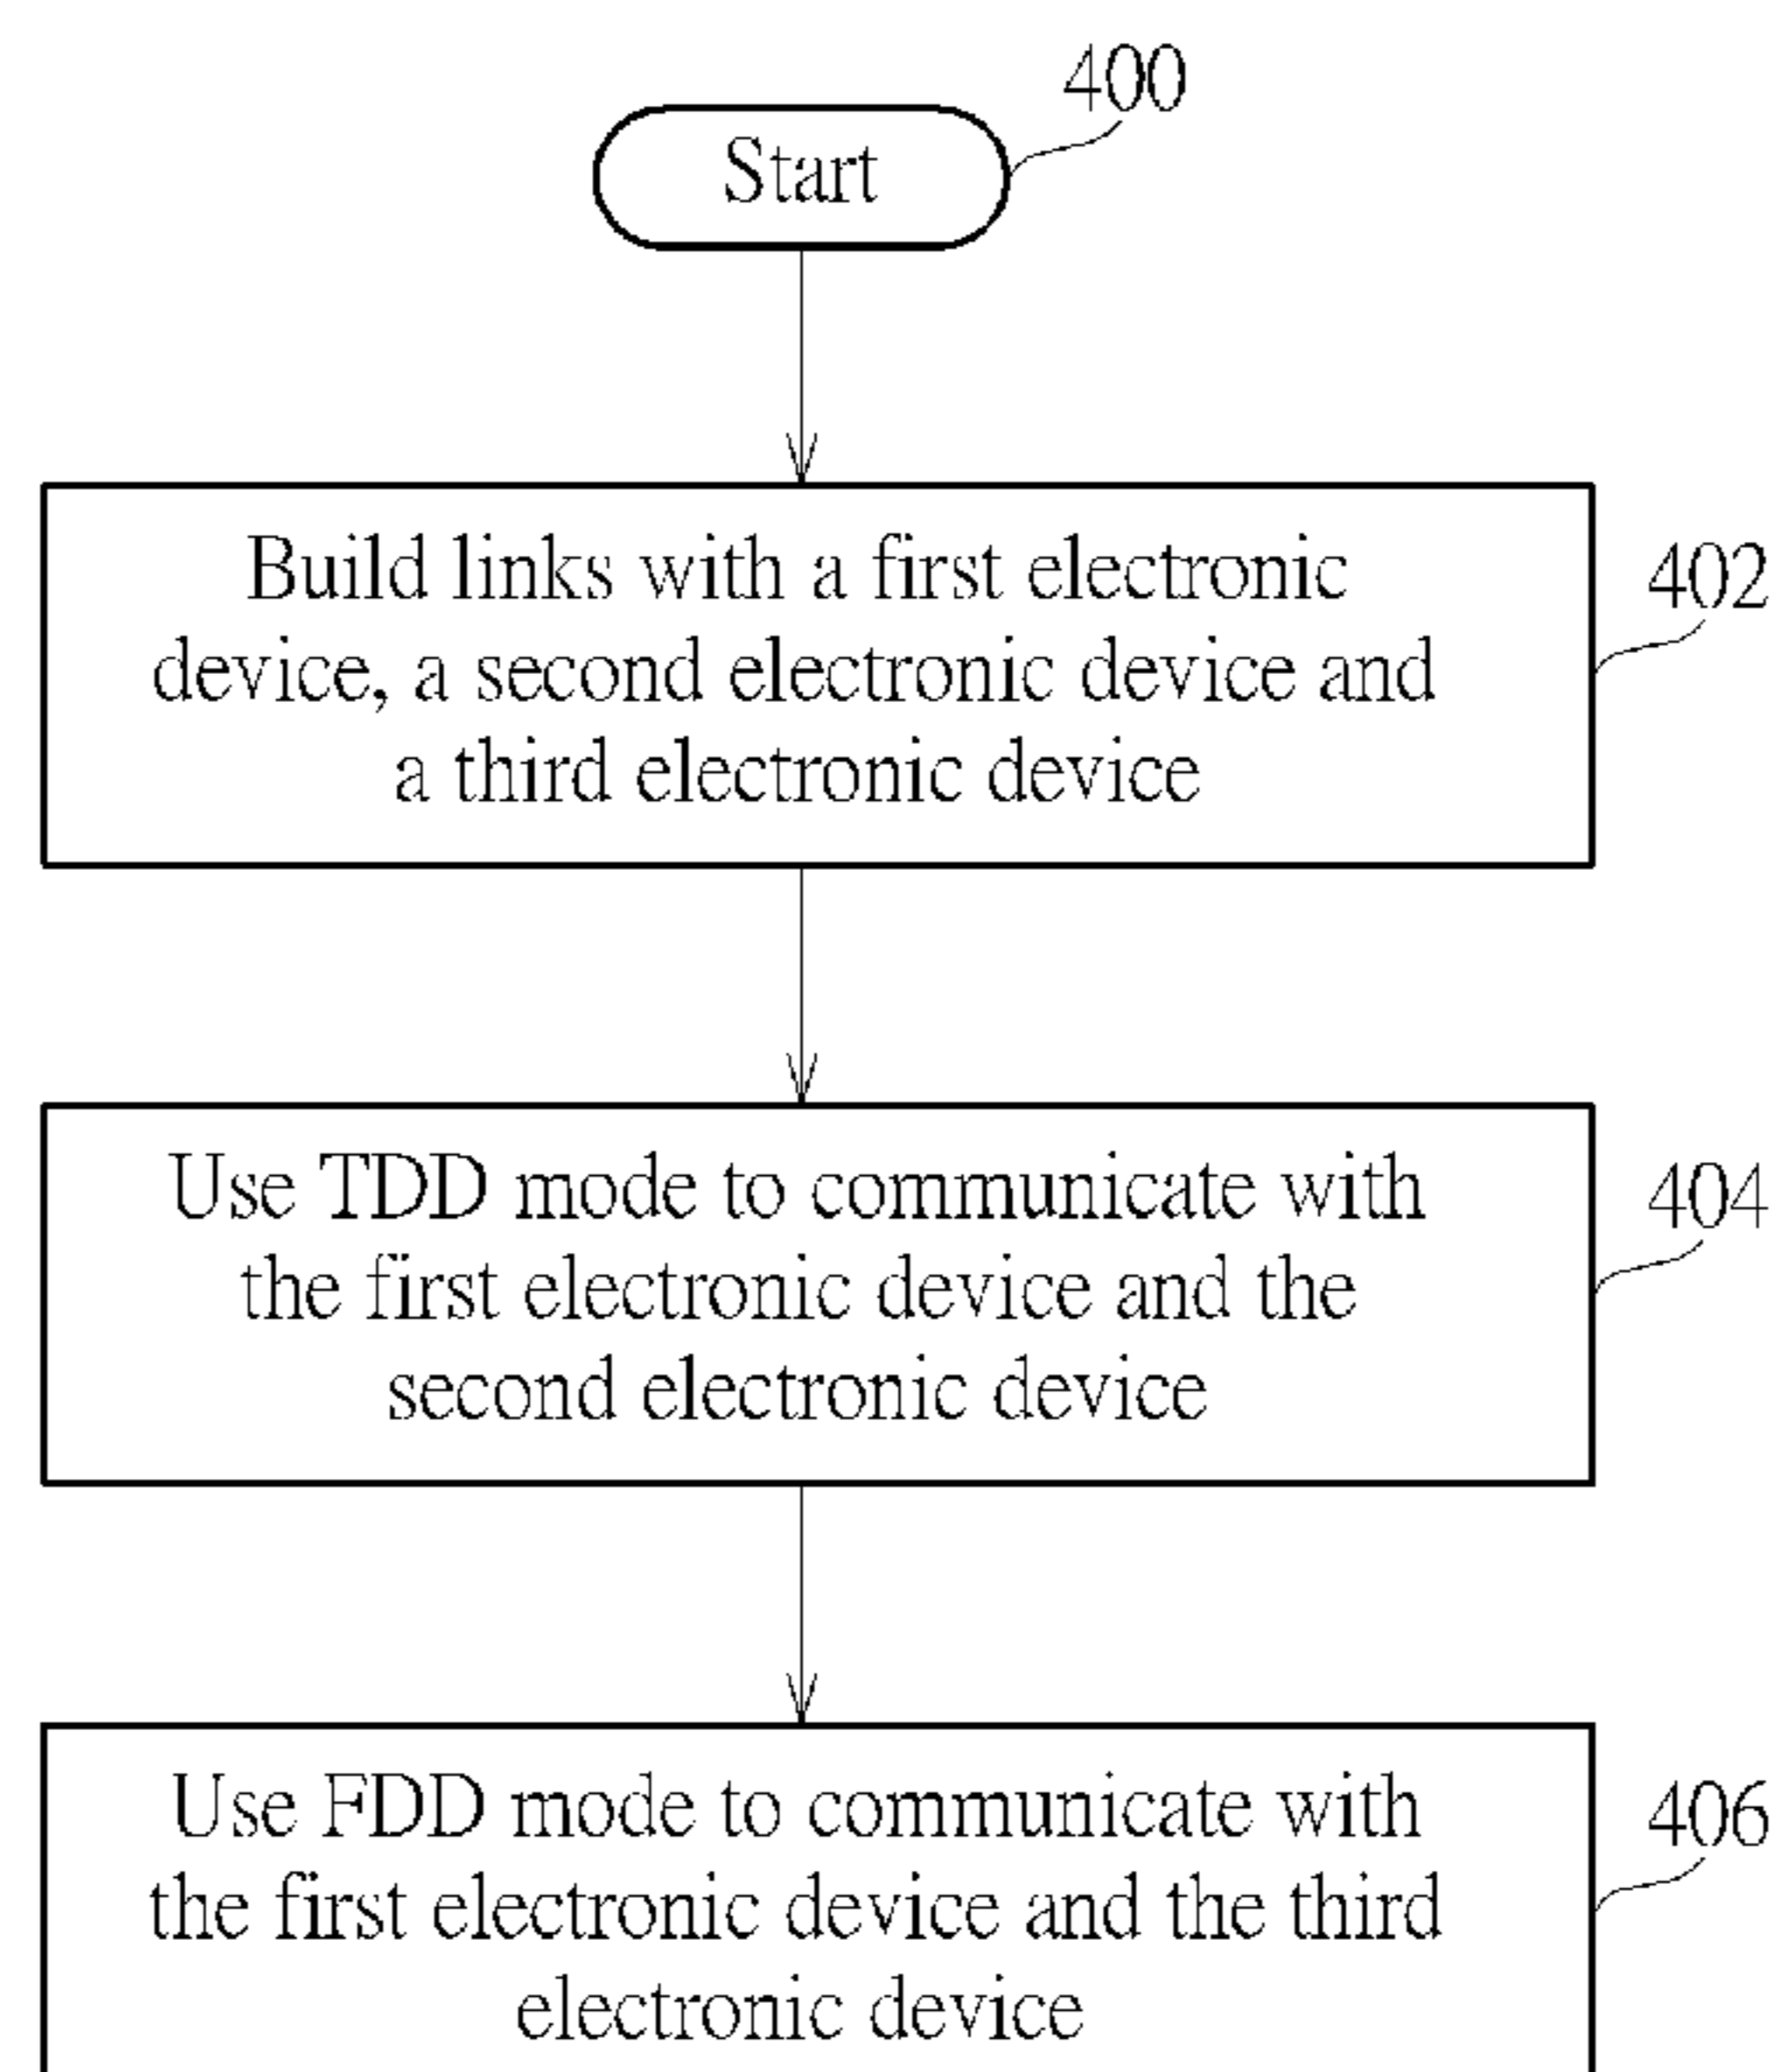 400
Start
Build links with a first electronic
device, a second electronic device and
a third electronic device
402
Use TDD mode to communicate with
the first electronic device and the
second electronic device
404
Use FDD mode to communicate with
the first electronic device and the third
electronic device
406